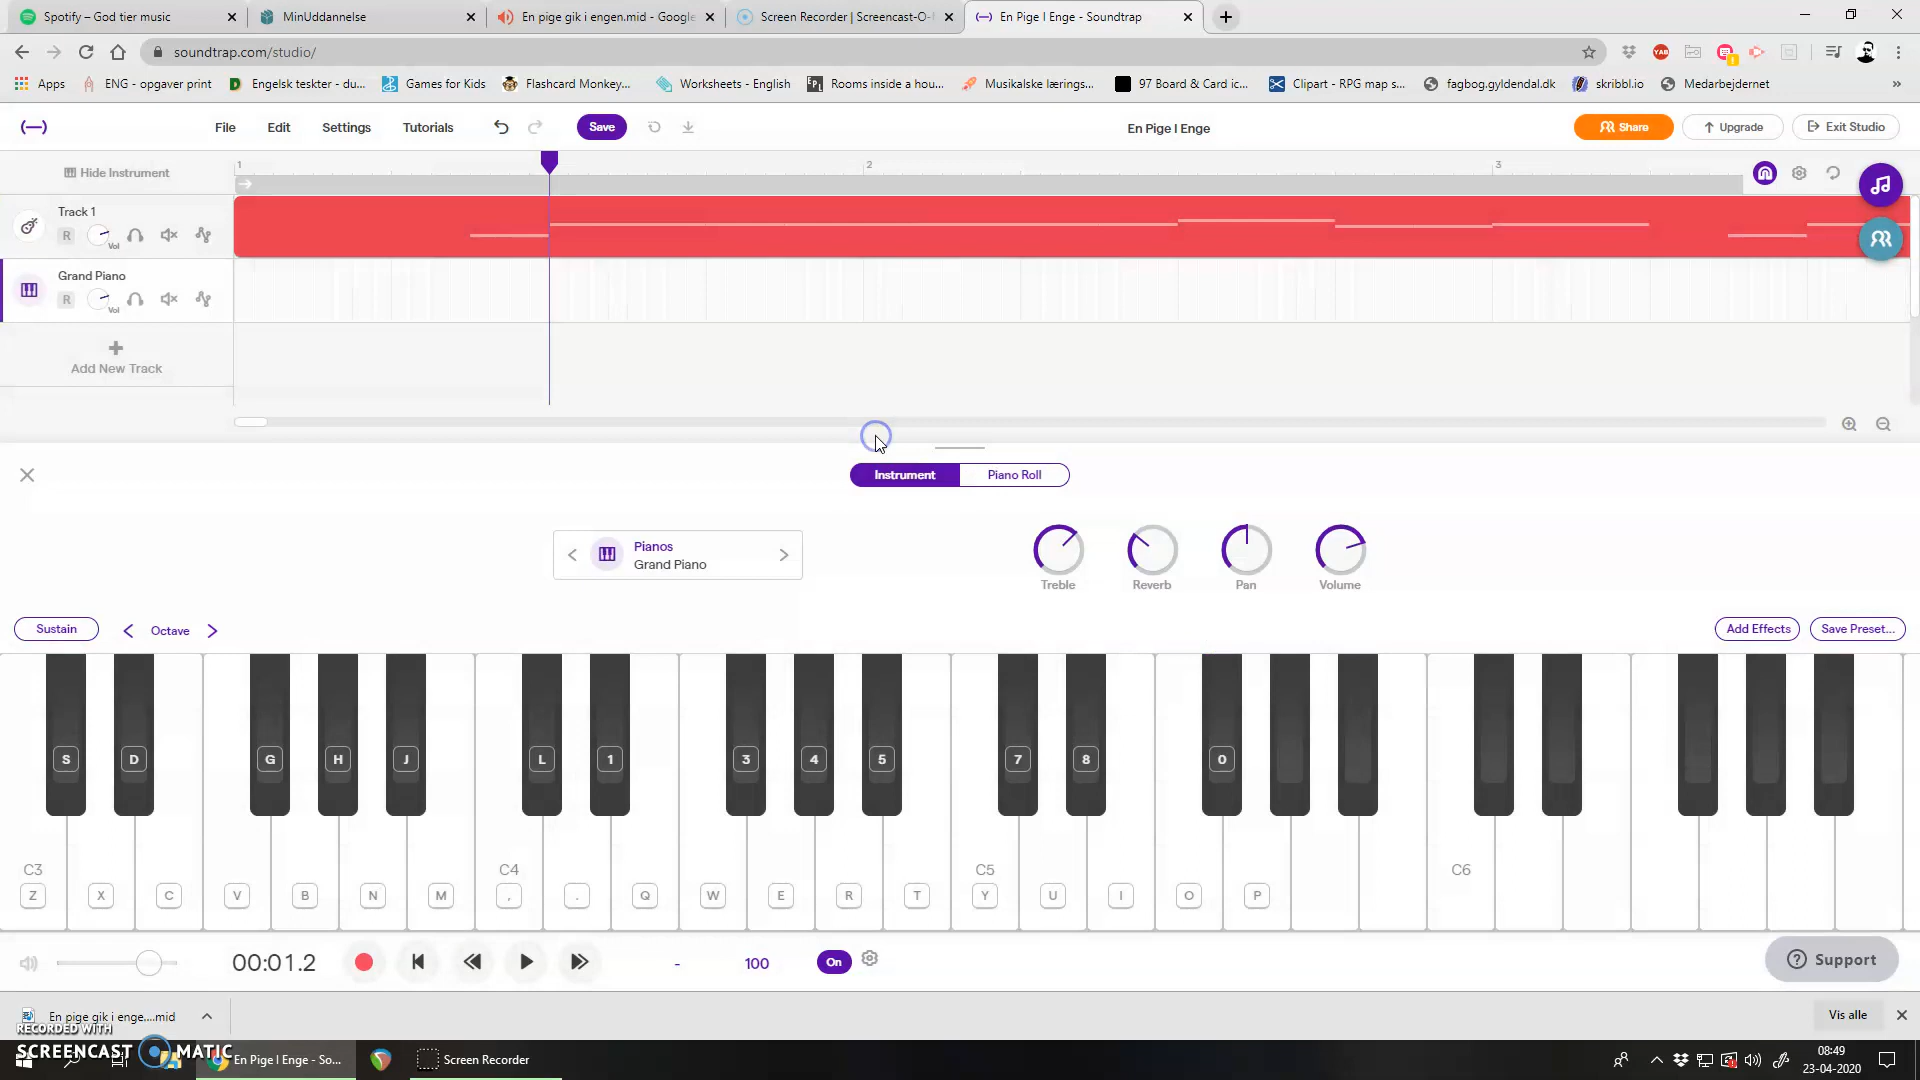 Spotify – God tier music
MinUddannelse
En pige gik i engen.mid - Google
Screen Recorder | Screencast-O-
En Pige I Enge - Soundtrap
soundtrap.com/studio/
Apps
ENG - opgaver print
Engelsk teskter - du...
Games for Kids
Flashcard Monkey...
Worksheets - English
Rooms inside a hou...
Musikalske lærings...
97 Board & Card ic...
Clipart - RPG map s...
fagbog.gyldendal.dk
skribbl.io
Medarbejdernet
»
File
Edit
Settings
Tutorials
Save
En Pige I Enge
Share
Upgrade
Exit Studio
Hide Instrument
1
2
3
Track 1
R
Vol
Grand Piano
R
Vol
Add New Track
Instrument
Piano Roll
Pianos
Grand Piano
Treble
Reverb
Pan
Volume
Sustain
Octave
Add Effects
Save Preset...
S D G H J L 1 3 4 5 7 8 0
C3 C4 C5 C6
Z X C V B N M , . Q W E R T Y U I O P
00:01.2
-
100
On
Support
En pige gik i enge....mid
Vis alle
RECORDED WITH
SCREENCAST MATIC
En Pige I Enge - So...
Screen Recorder
08:49
23-04-2020